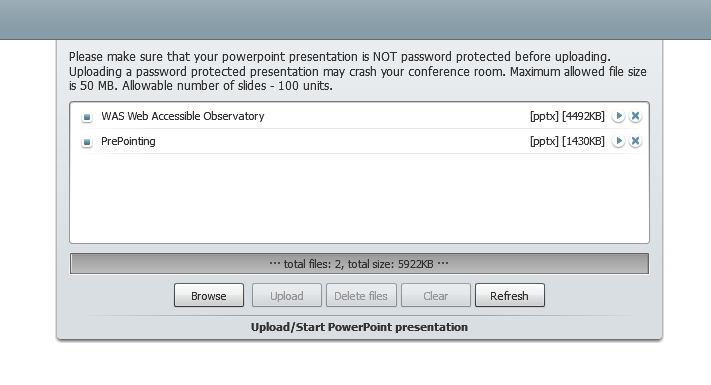 Please make sure that your powerpoint presentation is NOT password protected before uploading.
Uploading a password protected presentation may crash your conference room. Maximum allowed file size
is 50 MB. Allowable number of slides - 100 units.
WAS Web Accessible Observatory [pptx] [4492KB]
PrePointing [pptx] [1430KB]
··· total files: 2, total size: 5922KB ···
Browse Upload Delete files Clear Refresh
Upload/Start PowerPoint presentation